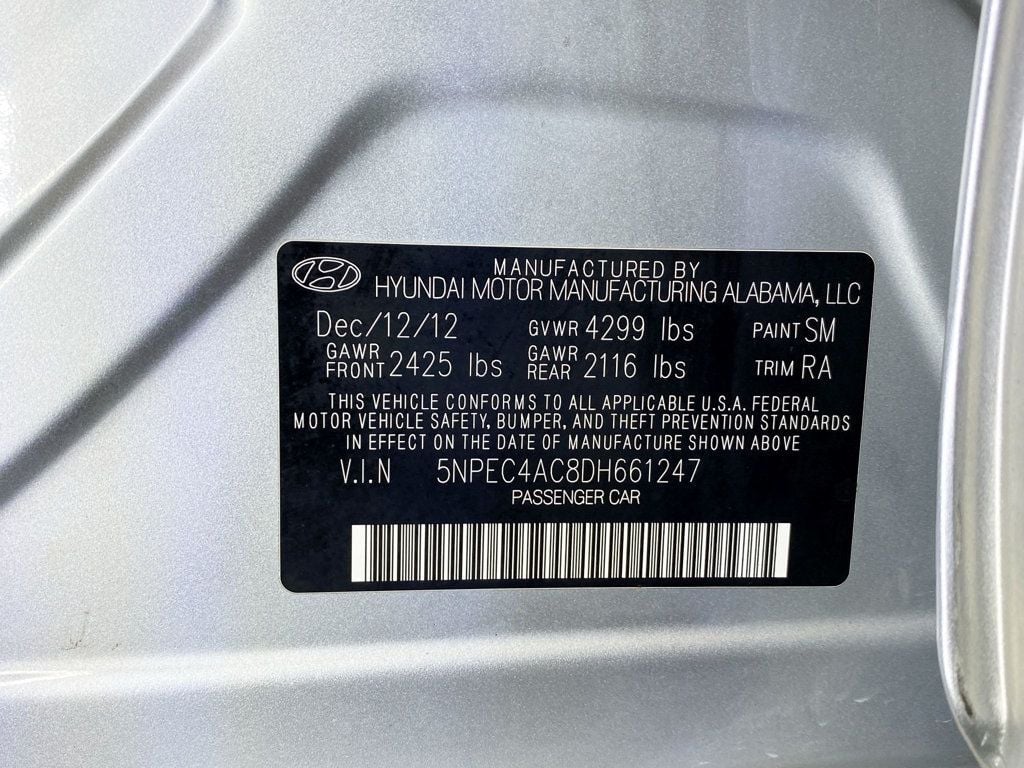 MANUFACTURED BY
HYUNDAI MOTOR MANUFACTURING ALABAMA, LLC
Dec/12/12 GVWR 4299 lbs PAINT SM
GAWR FRONT 2425 lbs GAWR REAR 2116 lbs TRIM RA
THIS VEHICLE CONFORMS TO ALL APPLICABLE U.S.A. FEDERAL
MOTOR VEHICLE SAFETY, BUMPER, AND THEFT PREVENTION STANDARDS
IN EFFECT ON THE DATE OF MANUFACTURE SHOWN ABOVE
V.I.N 5NPEC4AC8DH661247
PASSENGER CAR